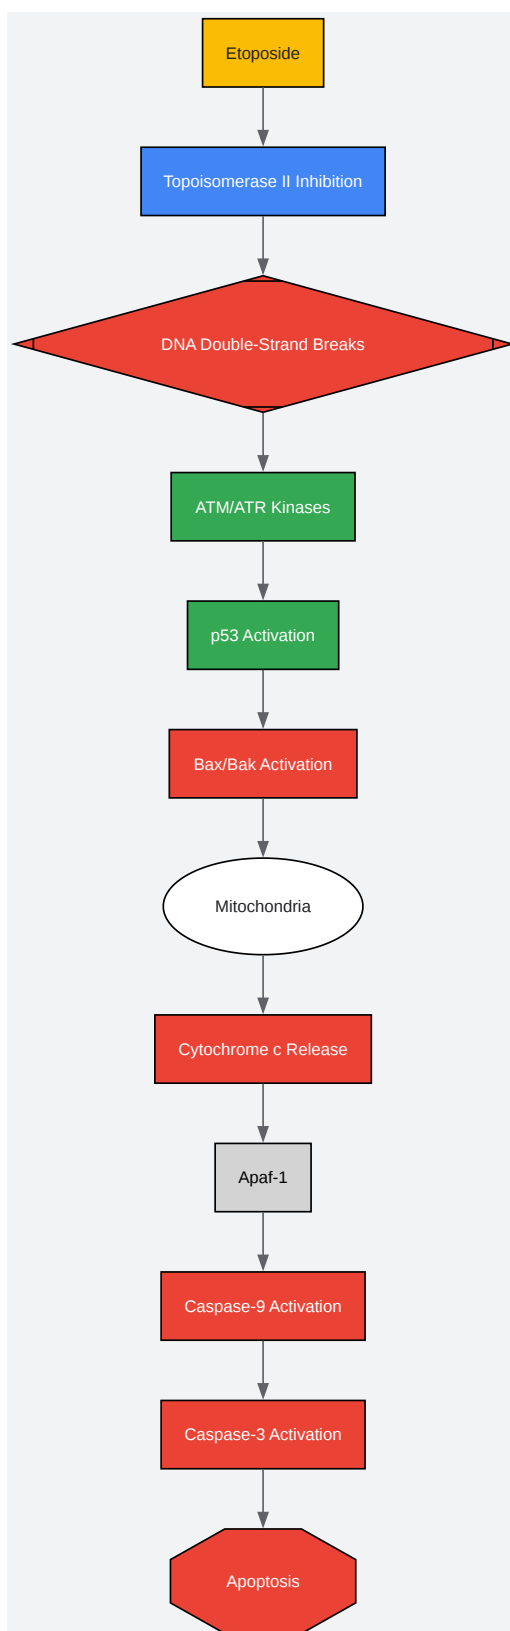 Etoposide
Topoisomerase II Inhibition
DNA Double-Strand Breaks
ATM/ATR Kinases
p53 Activation
Bax/Bak Activation
Mitochondria
Cytochrome c Release
Apaf-1
Caspase-9 Activation
Caspase-3 Activation
Apoptosis